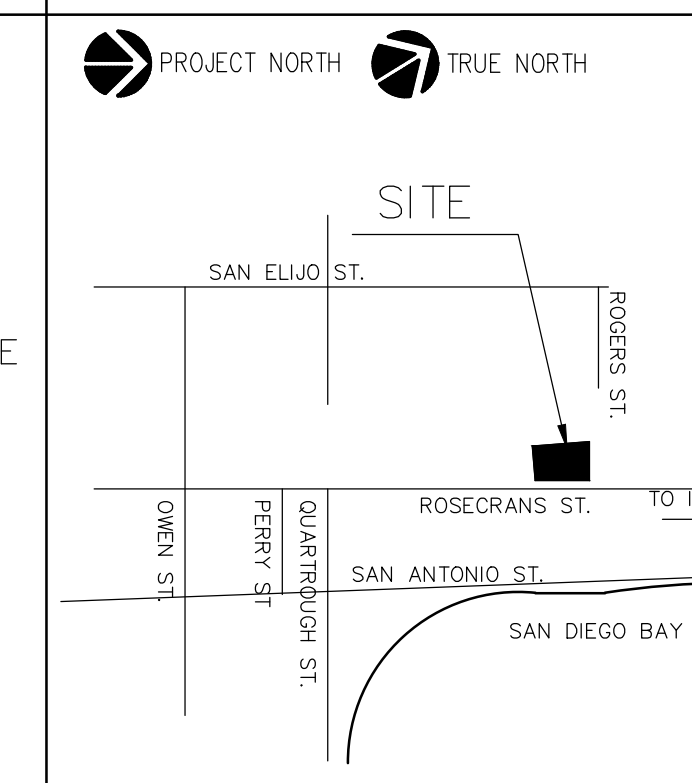 PROJECT NORTH
TRUE NORTH
SITE
SAN ELIJO ST.
ROGERS ST.
E
ROSECRANS ST.
TO
OWEN ST.
PERRY ST
QUARTROUGH ST.
SAN ANTONIO ST.
SAN DIEGO BAY